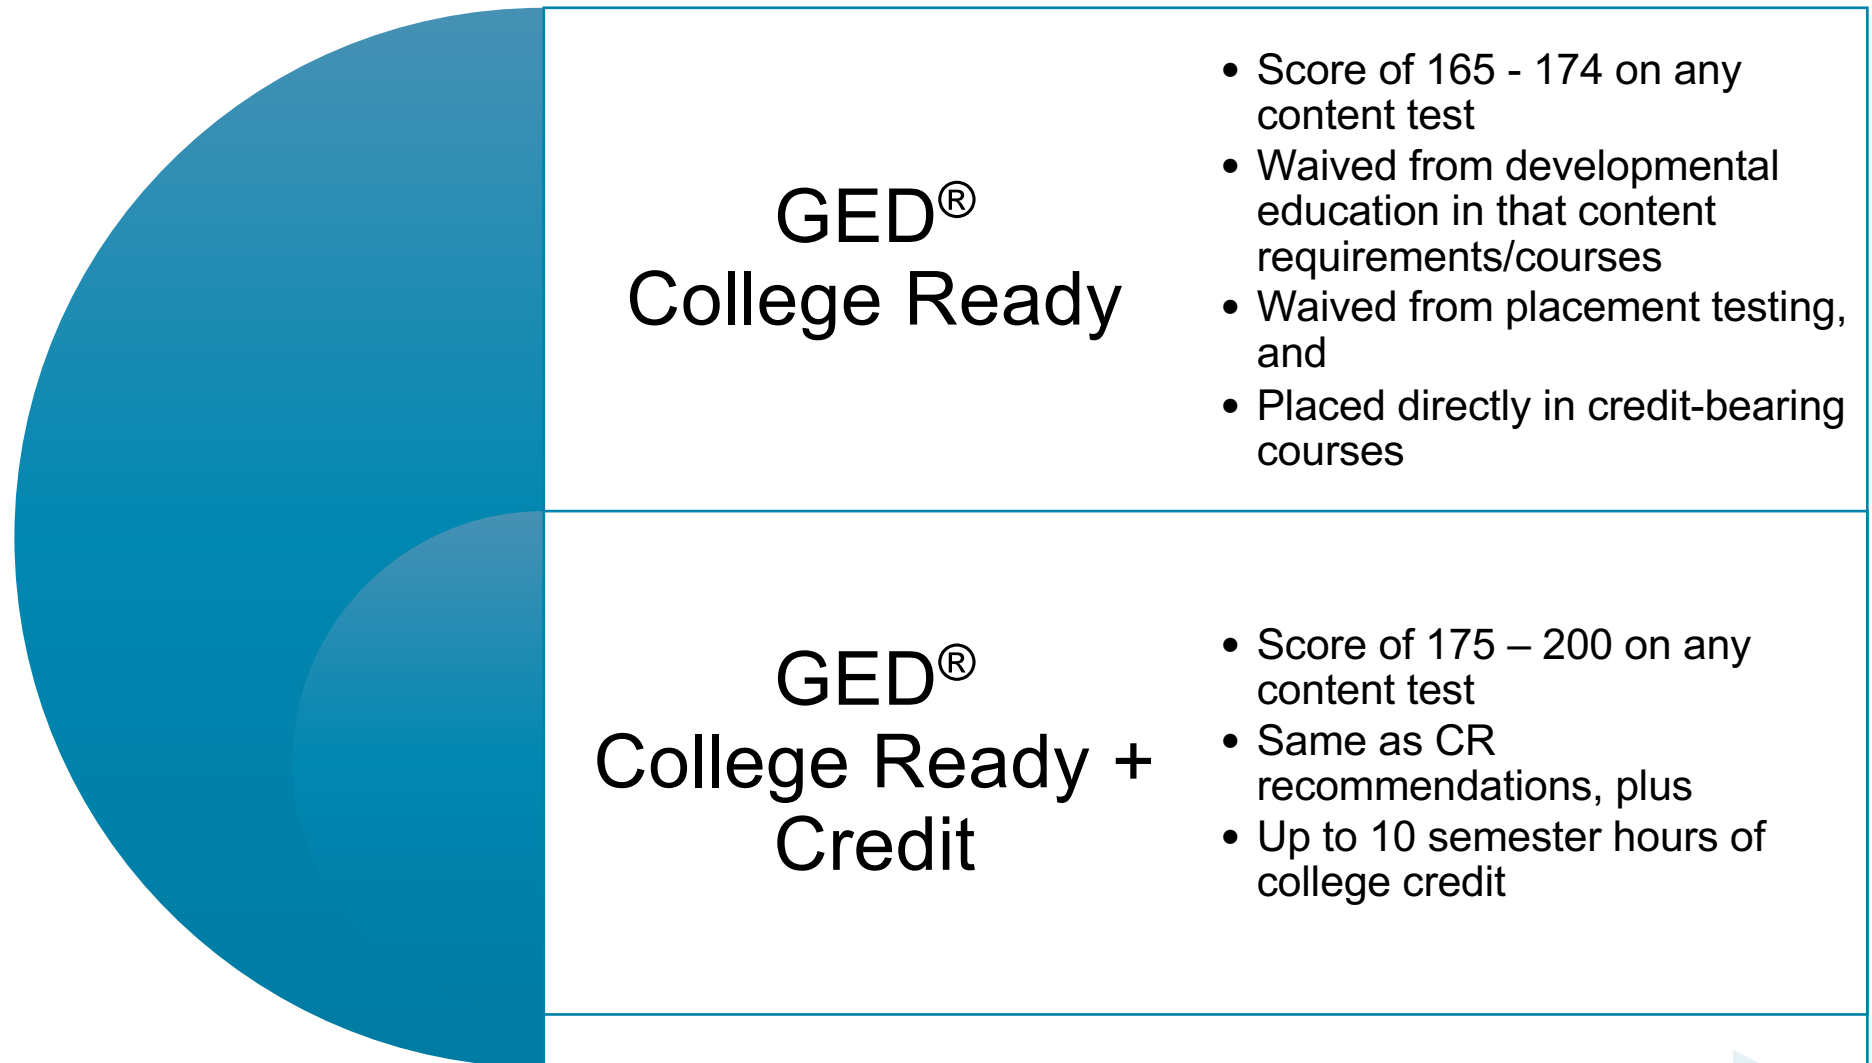 GED®
College Ready
• Score of 165 - 174 on any
content test
• Waived from developmental
education in that content
requirements/courses
• Waived from placement testing,
and
• Placed directly in credit-bearing
courses
GED®
College Ready +
Credit
• Score of 175 – 200 on any
content test
• Same as CR
recommendations, plus
• Up to 10 semester hours of
college credit